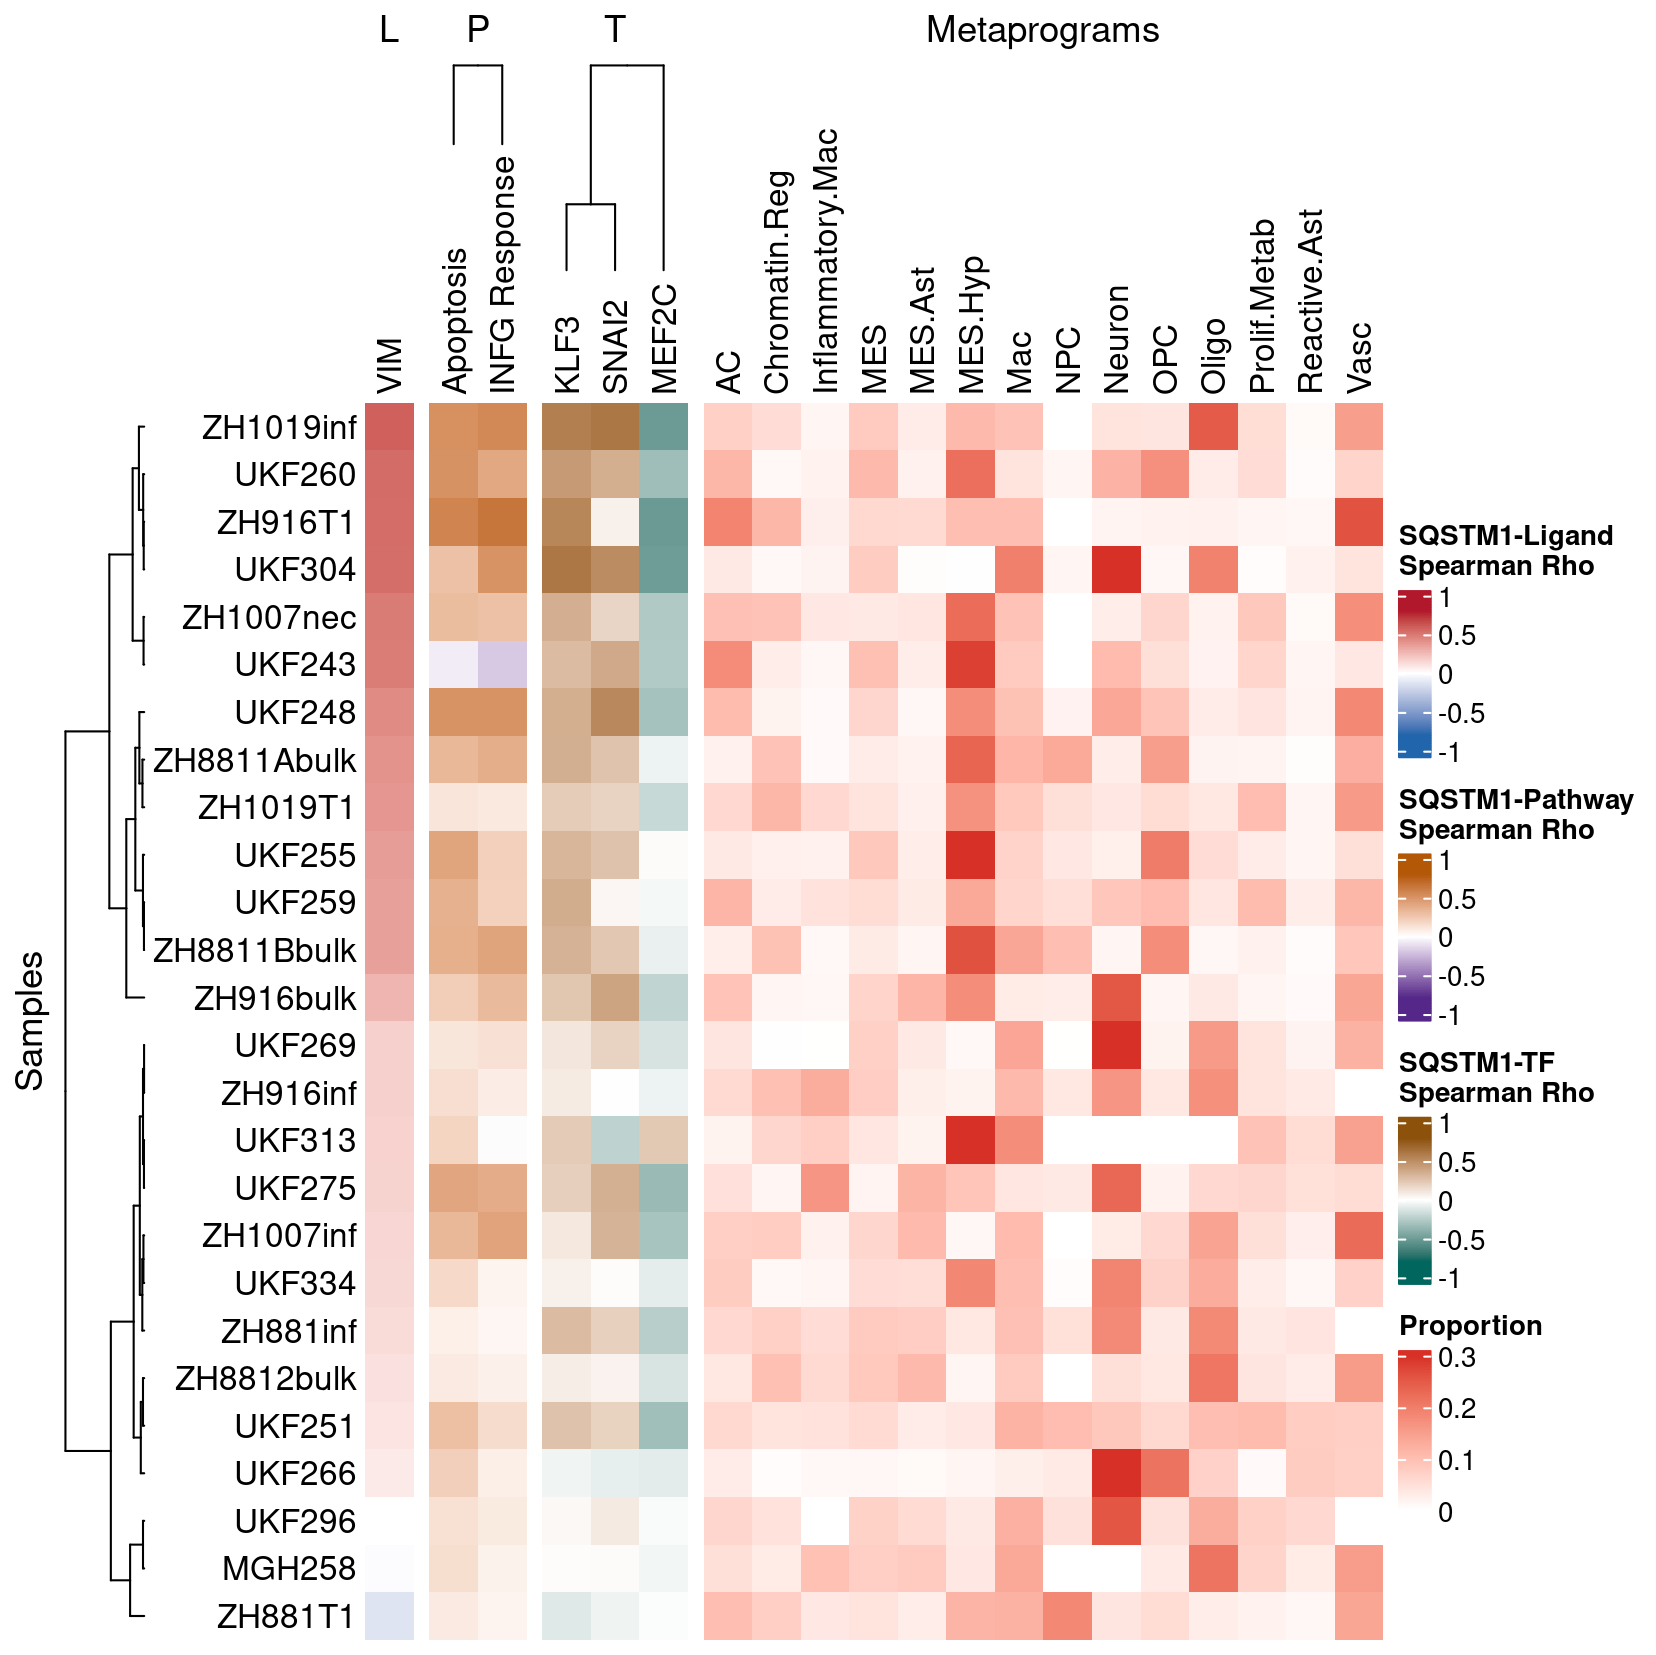 L P T Metaprograms
VIM
Apoptosis
INFG Response
KLF3
SNAI2
MEF2C
AC
Chromatin.Reg
Inflammatory.Mac
MES
MES.Ast
MES.Hyp
Mac
NPC
Neuron
OPC
Oligo
Prolif.Metab
Reactive.Ast
Vasc
Samples
ZH1019inf
UKF260
ZH916T1
UKF304
ZH1007nec
UKF243
UKF248
ZH8811Abulk
ZH1019T1
UKF255
UKF259
ZH8811Bbulk
ZH916bulk
UKF269
ZH916inf
UKF313
UKF275
ZH1007inf
UKF334
ZH881inf
ZH8812bulk
UKF251
UKF266
UKF296
MGH258
ZH881T1
SQSTM1-Ligand
Spearman Rho
1
0.5
0
-0.5
-1
SQSTM1-Pathway
Spearman Rho
1
0.5
0
-0.5
-1
SQSTM1-TF
Spearman Rho
1
0.5
0
-0.5
-1
Proportion
0.3
0.2
0.1
0